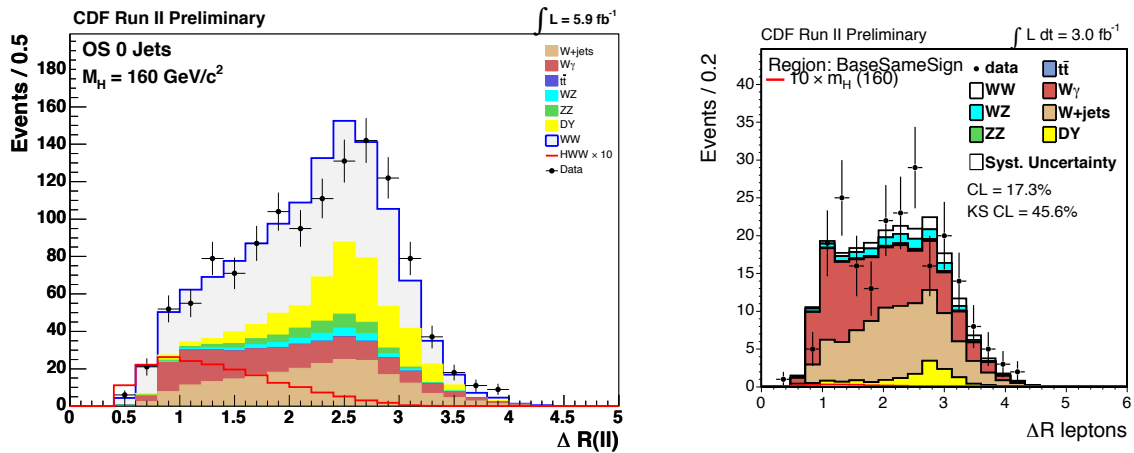 CDF Run II Preliminary
∫ L = 5.9 fb⁻¹
OS 0 Jets
M_H = 160 GeV/c²
W+jets
Wγ
tt̄
WZ
ZZ
DY
WW
HWW × 10
Data
Events / 0.5
180
160
140
120
100
80
60
40
20
0
0 0.5 1 1.5 2 2.5 3 3.5 4 4.5 5
Δ R(ll)
CDF Run II Preliminary
∫ L dt = 3.0 fb⁻¹
Region: BaseSameSign
10 × m_H (160)
data
WW
WZ
ZZ
tt̄
Wγ
W+jets
DY
Syst. Uncertainty
CL = 17.3%
KS CL = 45.6%
Events / 0.2
40
35
30
25
20
15
10
5
0
0 1 2 3 4 5 6
ΔR leptons